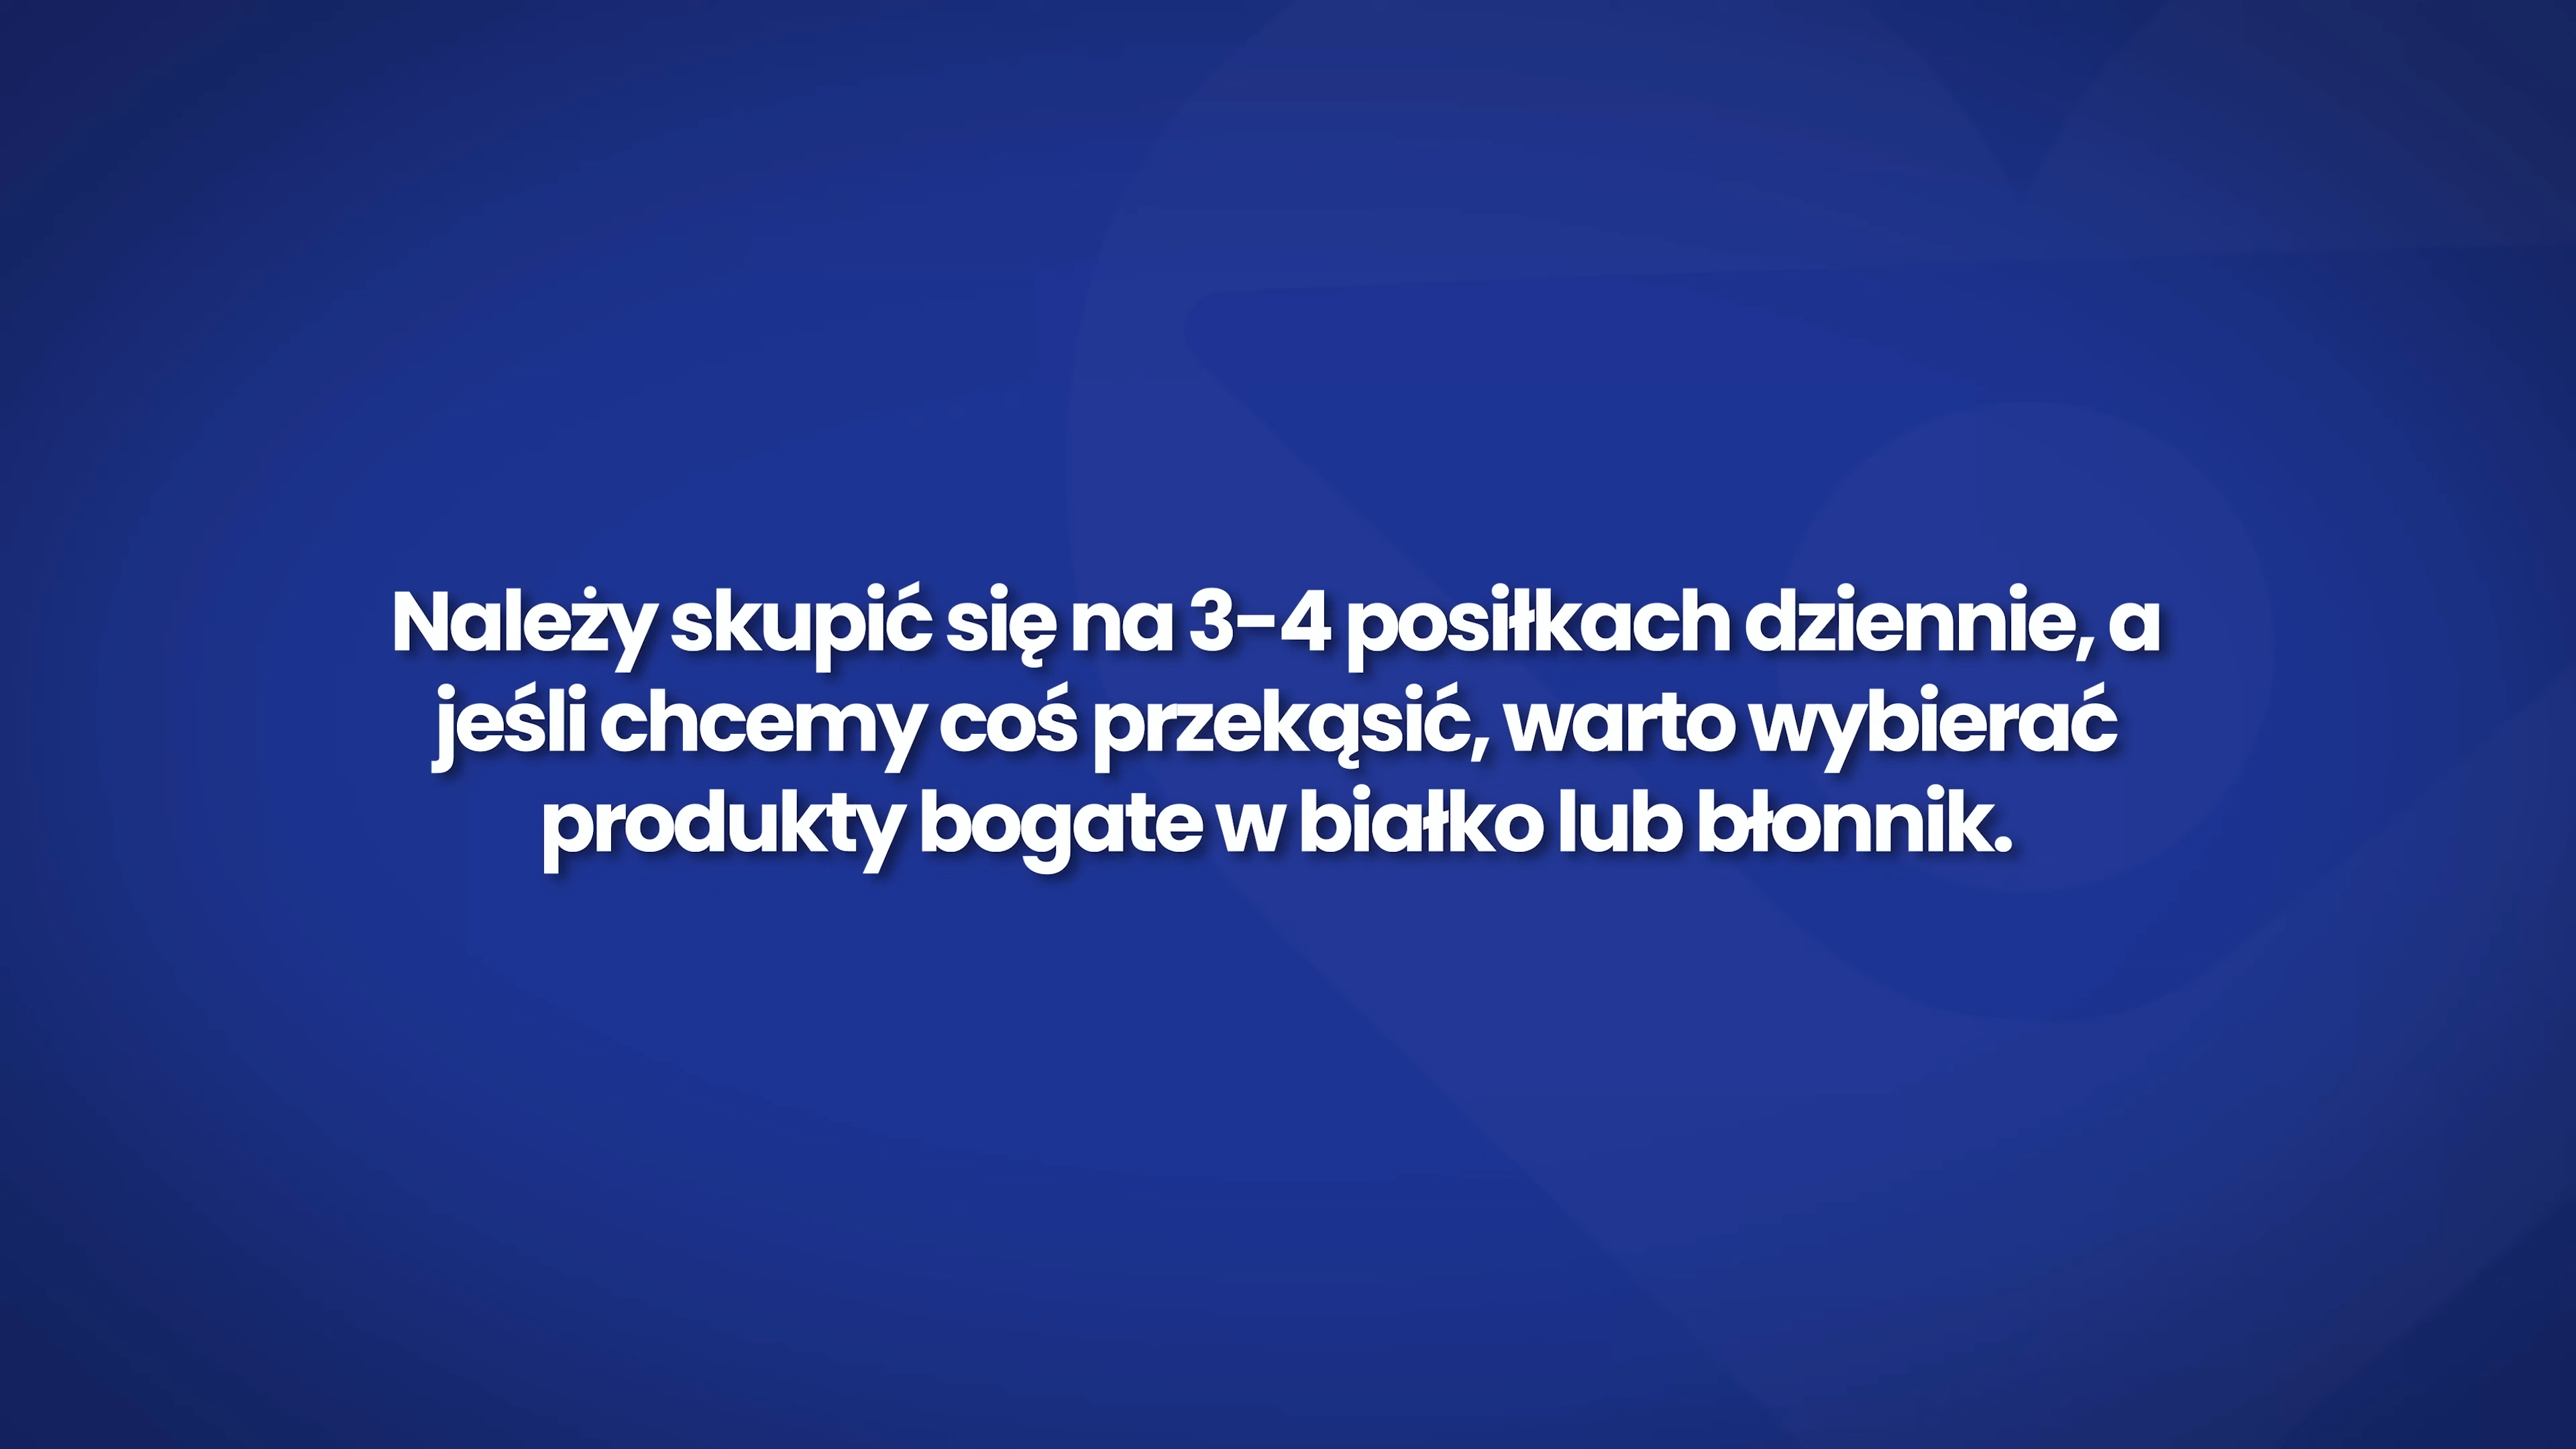 Należy skupić się na 3-4 posiłkach dziennie, a
jeśli chcemy coś przekąsić, warto wybierać
produkty bogate w białko lub błonnik.